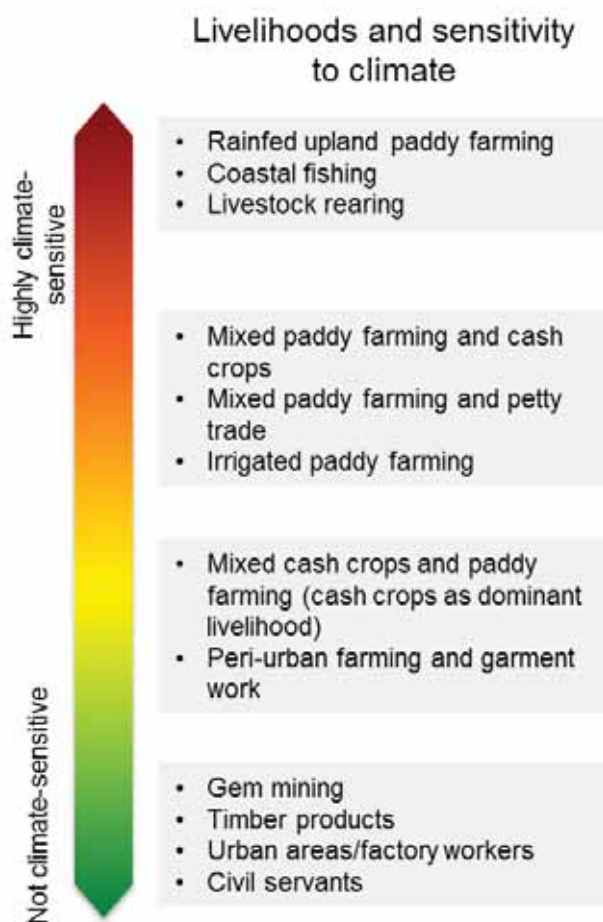 Livelihoods and sensitivity
to climate
Highly climate-
sensitive
• Rainfed upland paddy farming
• Coastal fishing
• Livestock rearing
• Mixed paddy farming and cash
crops
• Mixed paddy farming and petty
trade
• Irrigated paddy farming
• Mixed cash crops and paddy
farming (cash crops as dominant
livelihood)
• Peri-urban farming and garment
work
Not climate-sensitive
• Gem mining
• Timber products
• Urban areas/factory workers
• Civil servants